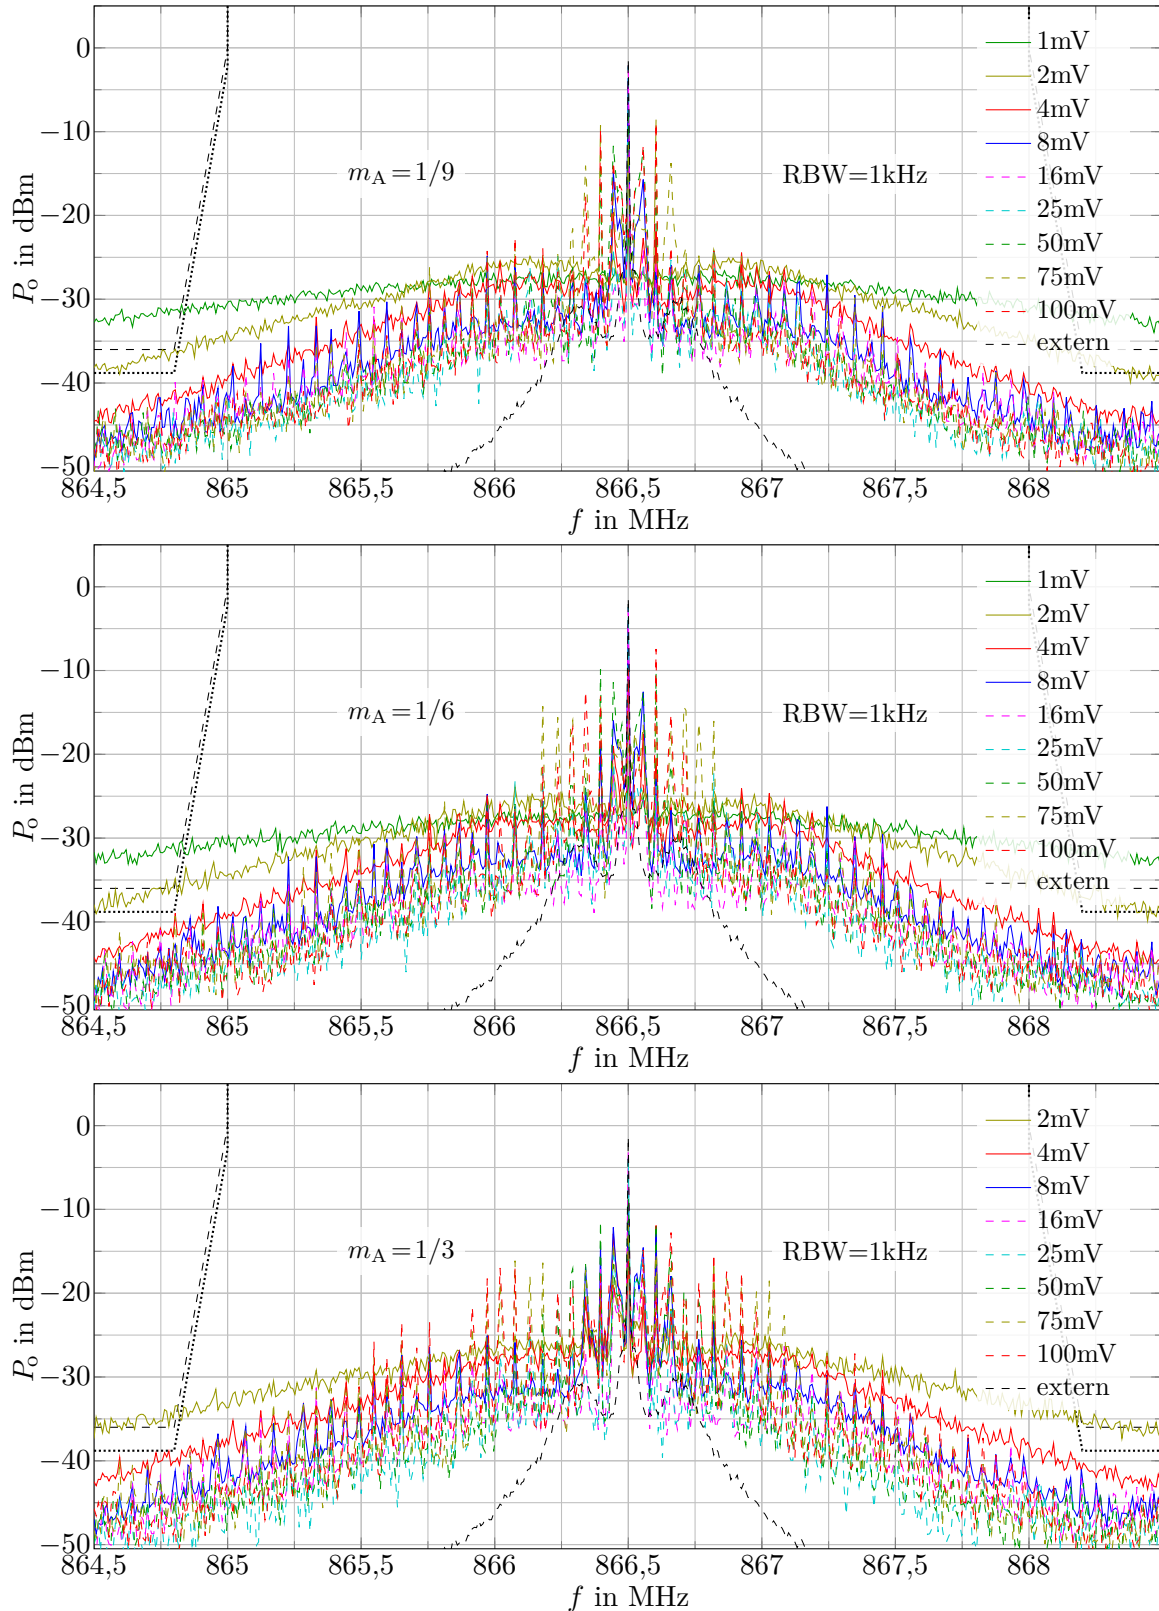 0
−10
−20
−30
−40
−50
P_o in dBm
m_A=1/9
RBW=1kHz
1mV
2mV
4mV
8mV
16mV
25mV
50mV
75mV
100mV
extern
864,5 865 865,5 866 866,5 867 867,5 868
f in MHz
0
−10
−20
−30
−40
−50
P_o in dBm
m_A=1/6
RBW=1kHz
1mV
2mV
4mV
8mV
16mV
25mV
50mV
75mV
100mV
extern
864,5 865 865,5 866 866,5 867 867,5 868
f in MHz
0
−10
−20
−30
−40
−50
P_o in dBm
m_A=1/3
RBW=1kHz
2mV
4mV
8mV
16mV
25mV
50mV
75mV
100mV
extern
864,5 865 865,5 866 866,5 867 867,5 868
f in MHz